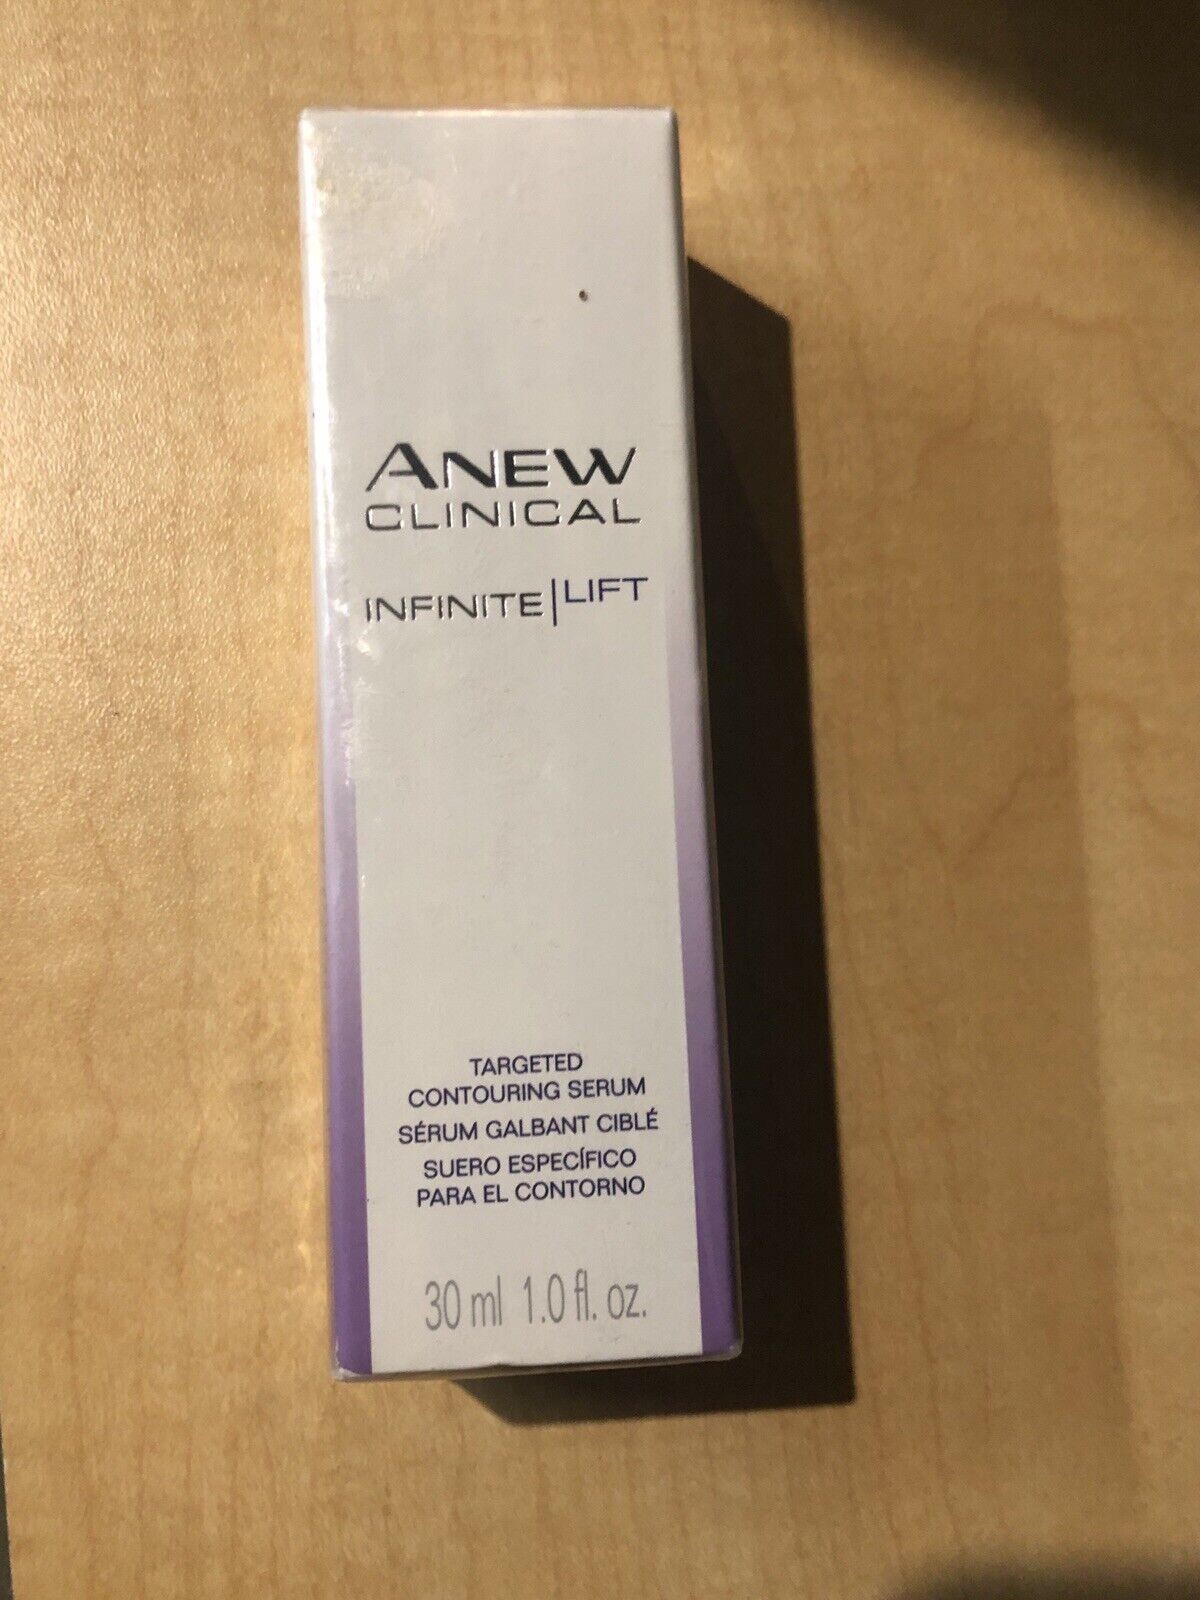 ANEW
CLINICAL
INFINITE|LIFT
TARGETED
CONTOURING SERUM
SÉRUM GALBANT CIBLÉ
SUERO ESPECÍFICO
PARA EL CONTORNO
30 ml 1.0 fl. oz.